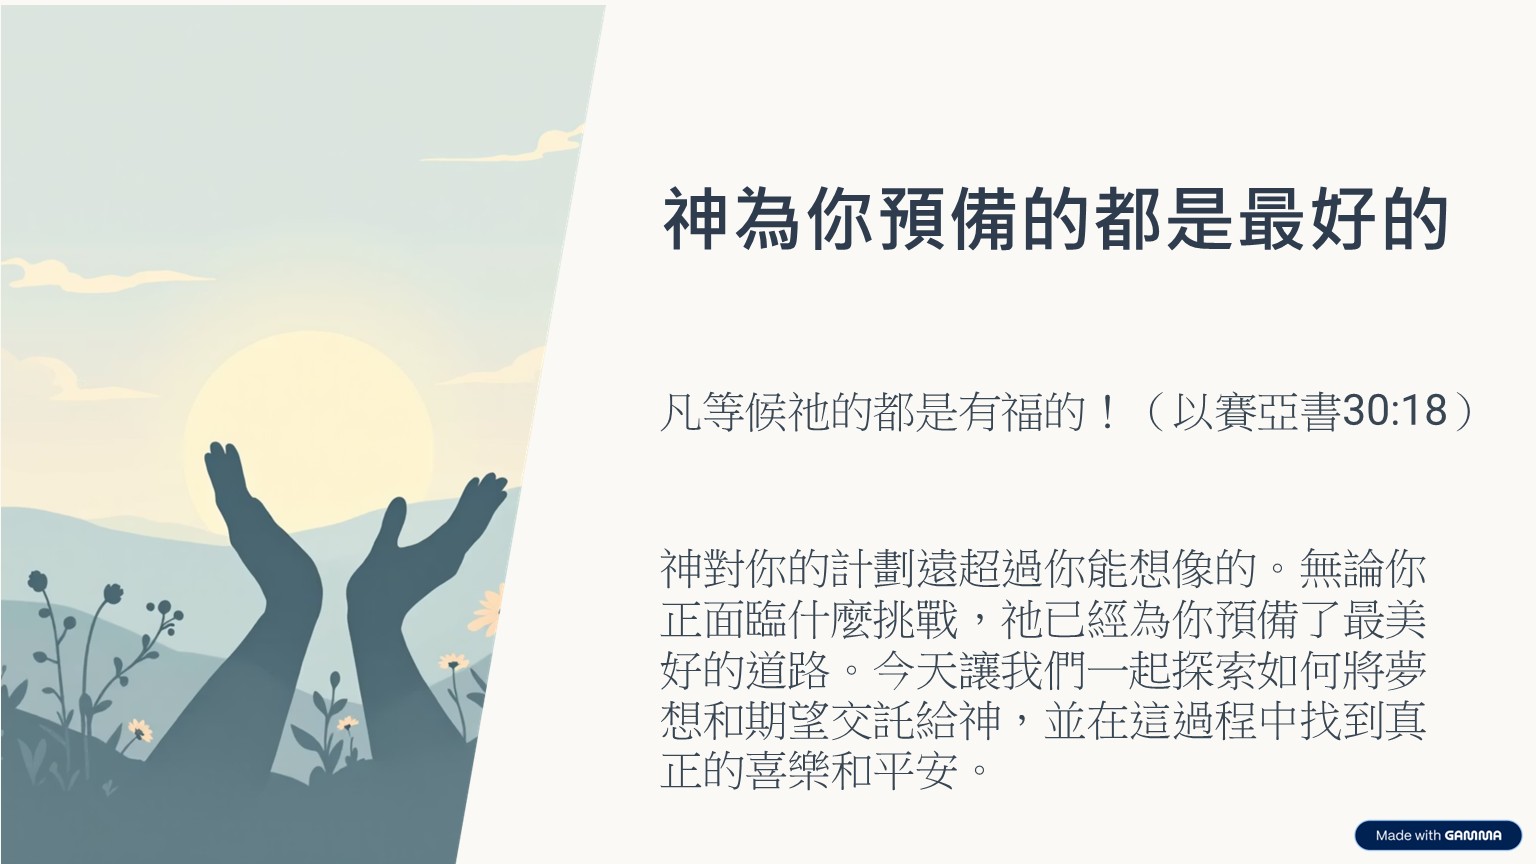 神為你預備的都是最好的
凡等候祂的都是有福的！（以賽亞書30:18）
神對你的計劃遠超過你能想像的。無論你
正面臨什麼挑戰，祂已經為你預備了最美
好的道路。今天讓我們一起探索如何將夢
想和期望交託給神，並在這過程中找到真
正的喜樂和平安。
Made with GAMMA